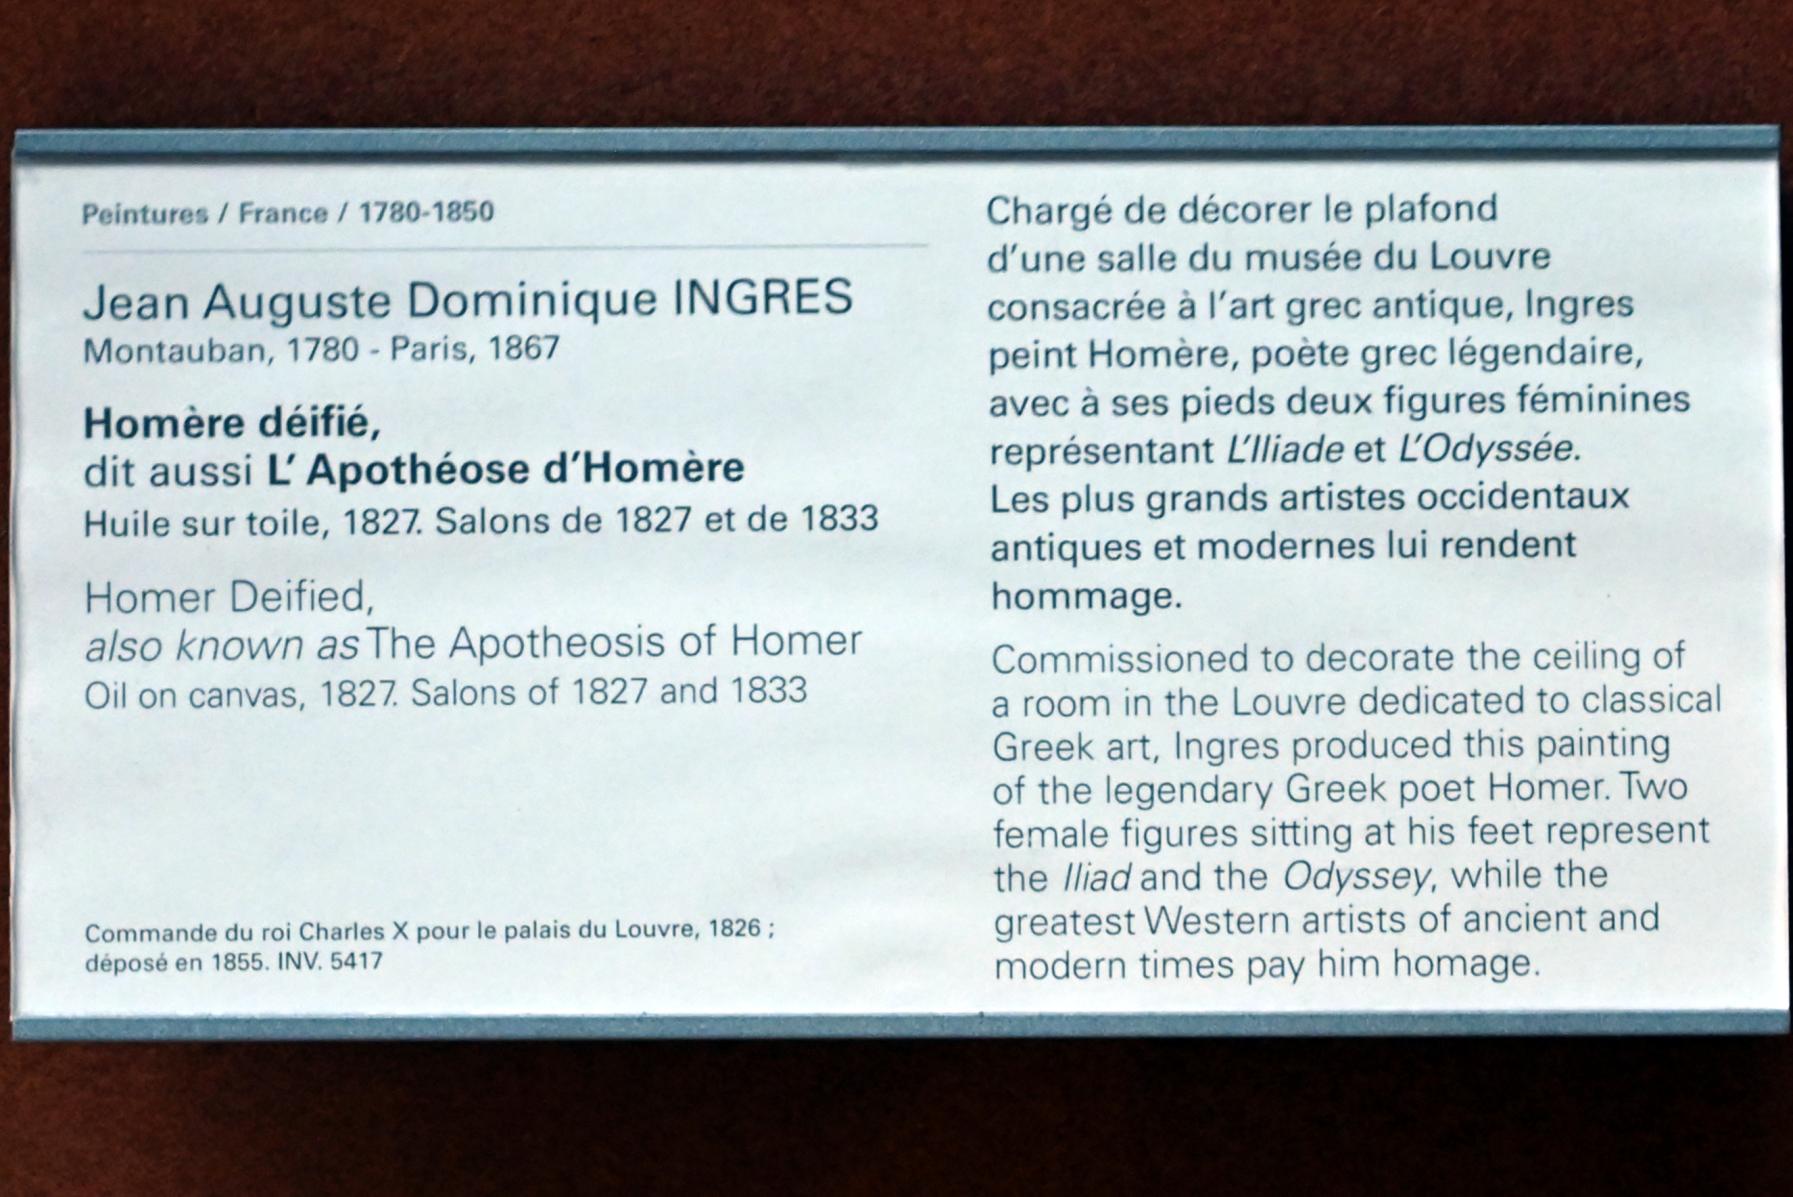 Peintures / France / 1780-1850
Jean Auguste Dominique INGRES
Montauban, 1780 - Paris, 1867
Homère déifié,
dit aussi L' Apothéose d'Homère
Huile sur toile, 1827. Salons de 1827 et de 1833
Homer Deified,
also known as The Apotheosis of Homer
Oil on canvas, 1827. Salons of 1827 and 1833
Commande du roi Charles X pour le palais du Louvre, 1826 ;
déposé en 1855. INV. 5417
Chargé de décorer le plafond
d'une salle du musée du Louvre
consacrée à l'art grec antique, Ingres
peint Homère, poète grec légendaire,
avec à ses pieds deux figures féminines
représentant L'Iliade et L'Odyssée.
Les plus grands artistes occidentaux
antiques et modernes lui rendent
hommage.
Commissioned to decorate the ceiling of
a room in the Louvre dedicated to classical
Greek art, Ingres produced this painting
of the legendary Greek poet Homer. Two
female figures sitting at his feet represent
the Iliad and the Odyssey, while the
greatest Western artists of ancient and
modern times pay him homage.